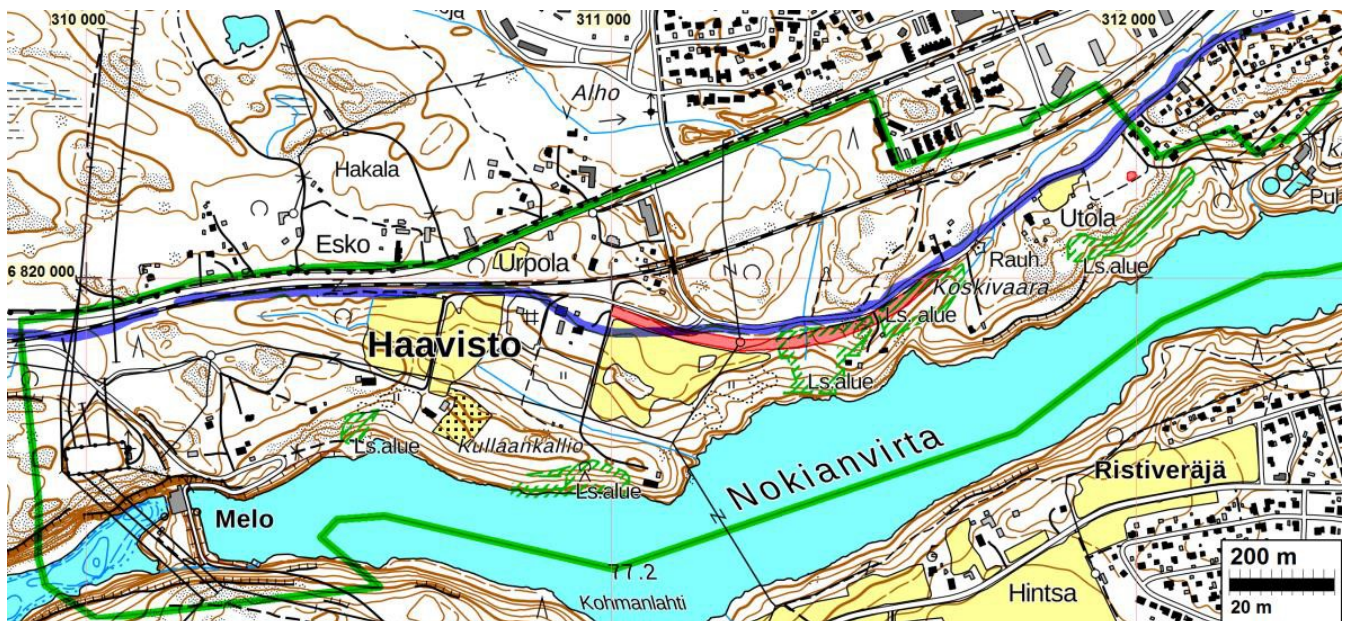 310 000
311 000
312 000
Alho
Hakala
Esko
Urpola
Utola
6 820 000
Rauh.
Ls.alue
Koskivaara
Ls. alue
Haavisto
Ls.alue
Ls.alue
Kullaankallio
Ls.alue
Nokianvirta
Ristiveräjä
Melo
200 m
20 m
77.2
Kohmanlahti
Hintsa